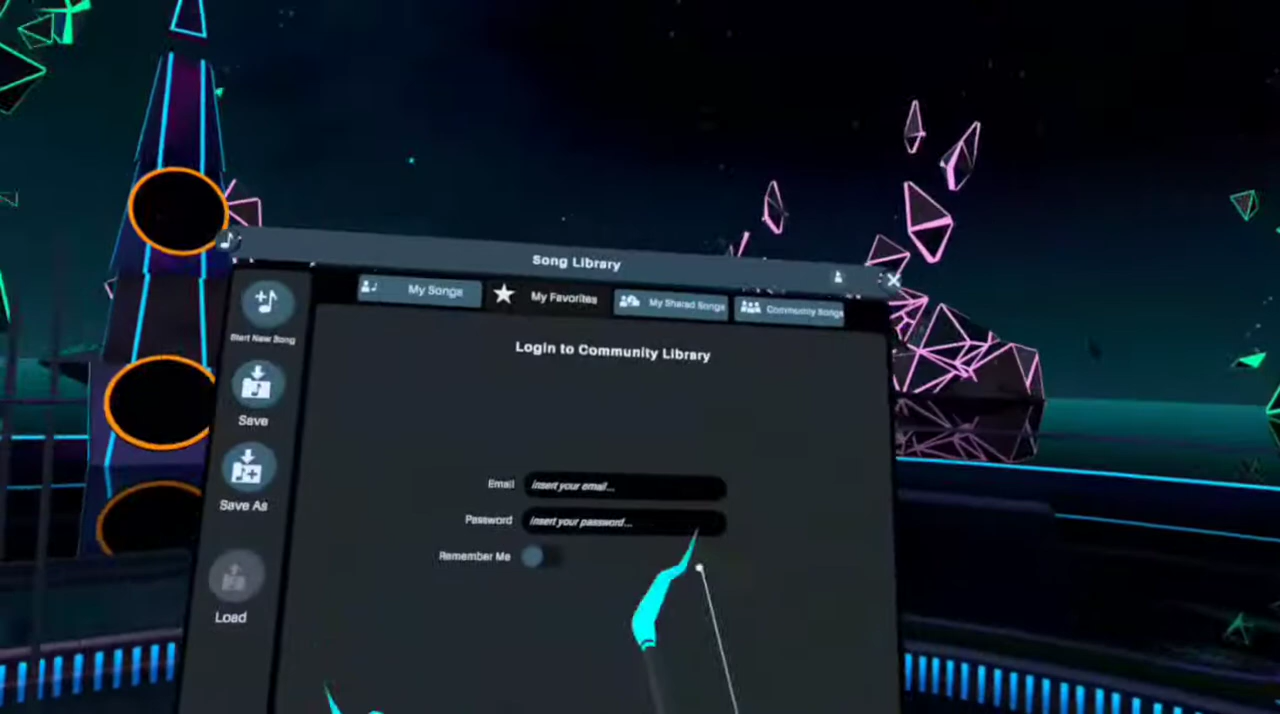 Song Library
My Songs
My Favorites
My Shared Songs
Community Songs
Start New Song
Save
Save As
Load
Login to Community Library
Email
insert your email...
Password
insert your password...
Remember Me